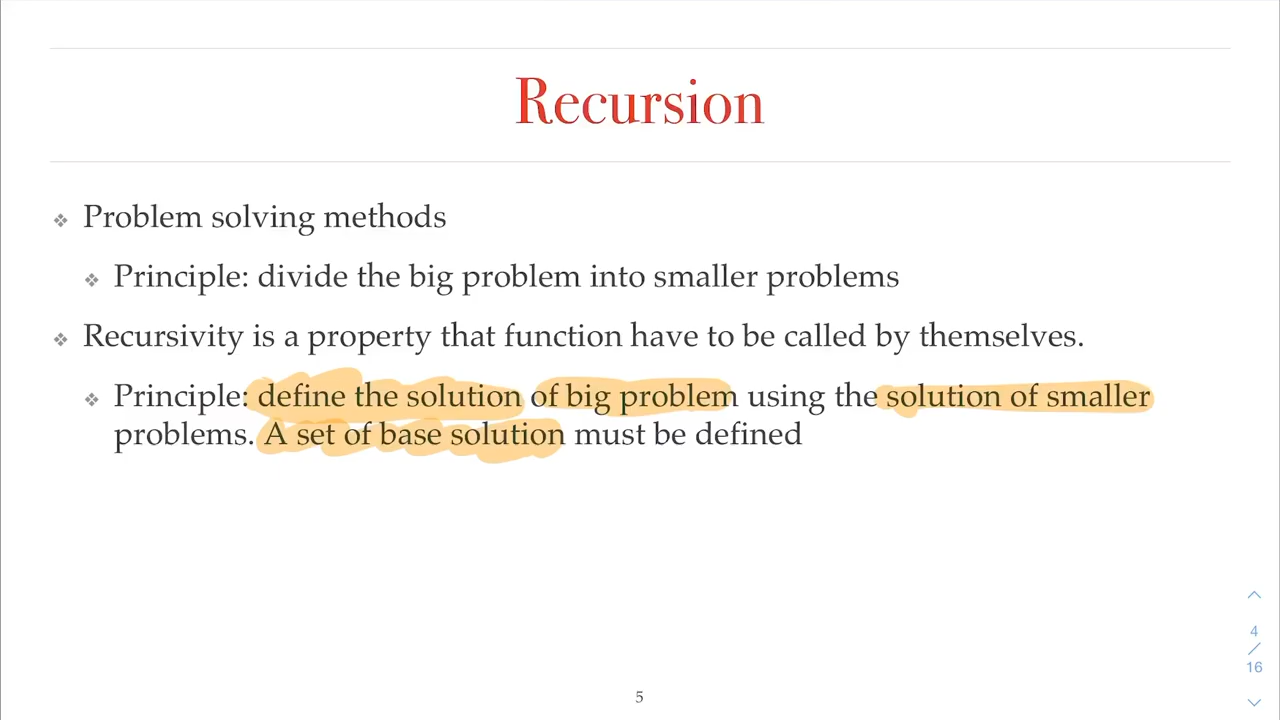 Recursion
Problem solving methods
Principle: divide the big problem into smaller problems
Recursivity is a property that function have to be called by themselves.
Principle: define the solution of big problem using the solution of smaller
problems. A set of base solution must be defined
4
/
16
5